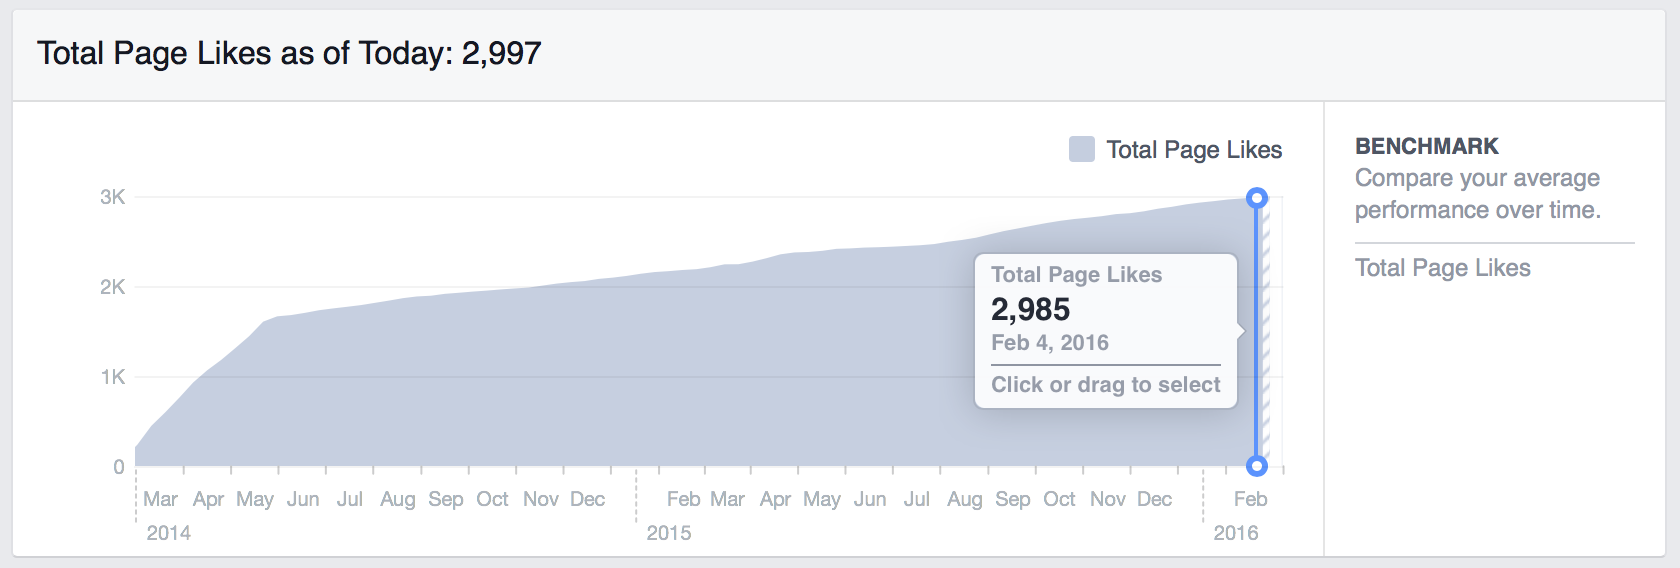 Total Page Likes as of Today: 2,997
Total Page Likes
BENCHMARK
Compare your average
performance over time.
Total Page Likes
3K
2K
1K
0
Total Page Likes
2,985
Feb 4, 2016
Click or drag to select
Mar Apr May Jun Jul Aug Sep Oct Nov Dec Feb Mar Apr May Jun Jul Aug Sep Oct Nov Dec Feb
2014 2015 2016